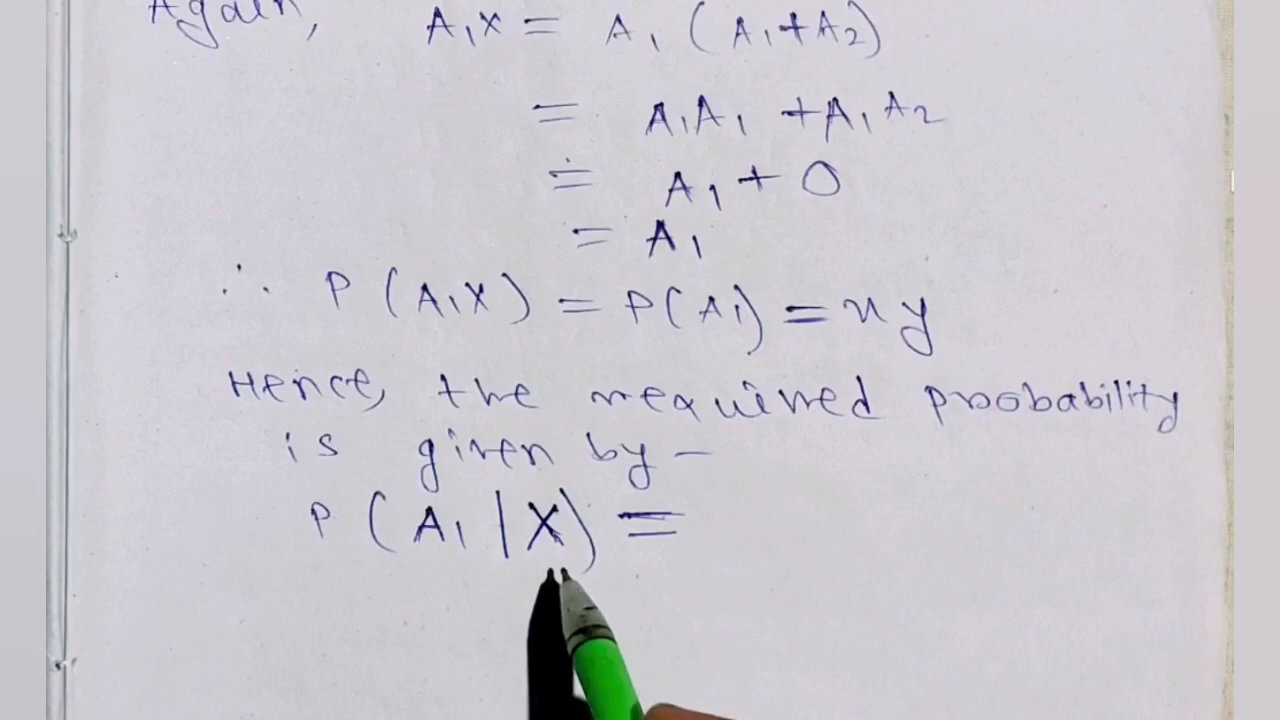 Again, A₁X = A₁ (A₁+A₂)
= A₁A₁ + A₁A₂
= A₁ + 0
= A₁
∴ P (A₁X) = P(A₁) = xy
Hence, the required probability
is given by –
P (A₁ | X) =